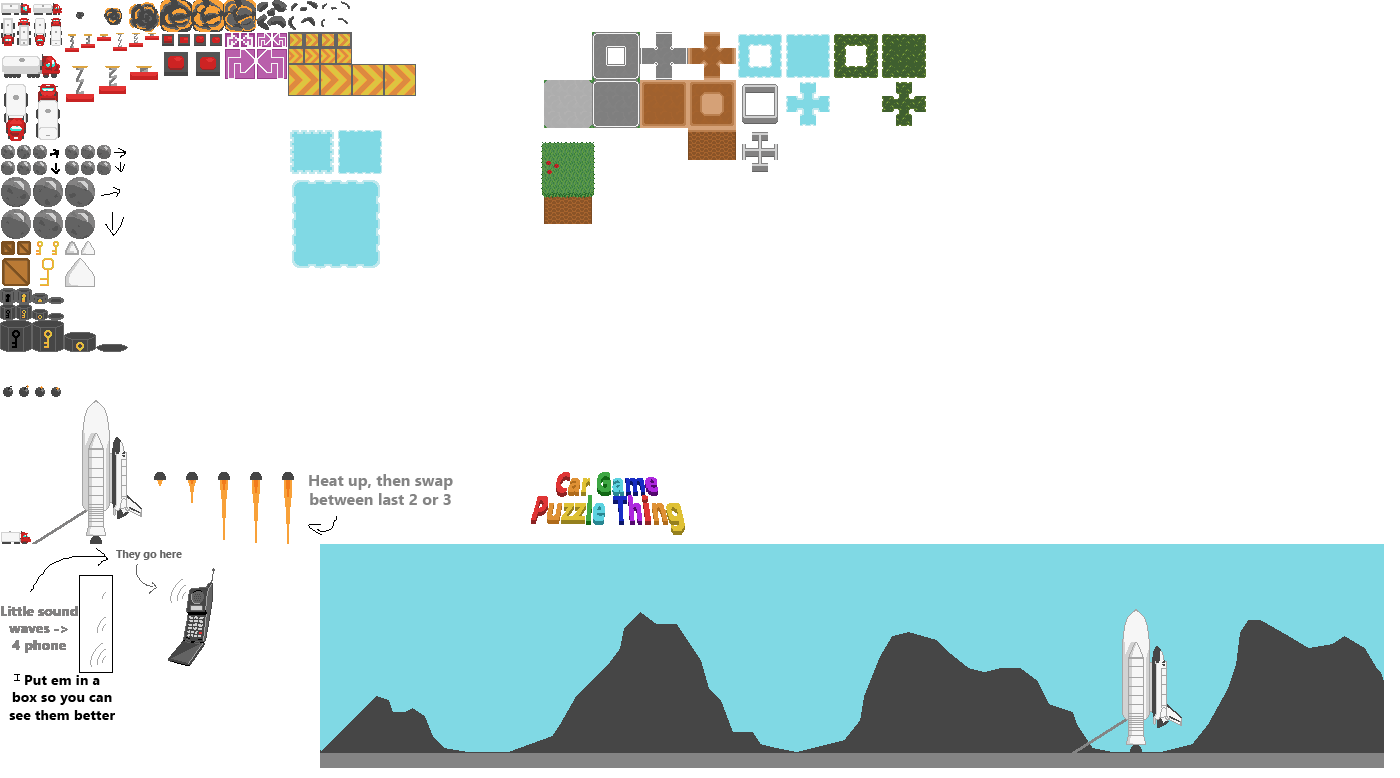 Heat up, then swap
between last 2 or 3
Car Game
Puzzle Thing
They go here
Little sound
waves ->
4 phone
Put em in a
box so you can
see them better